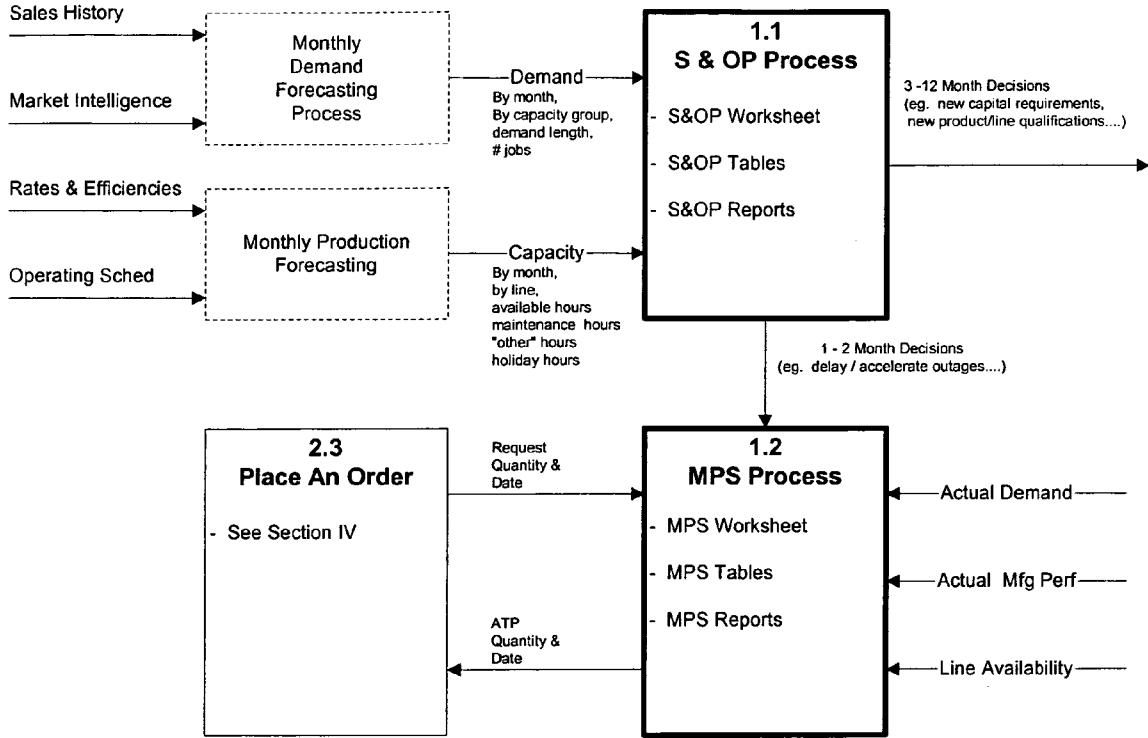 Sales History
Market Intelligence
Monthly
Demand
Forecasting
Process
Demand
By month,
By capacity group,
demand length,
# jobs
1.1
S & OP Process
- S&OP Worksheet
- S&OP Tables
- S&OP Reports
3 -12 Month Decisions
(eg. new capital requirements,
new product/line qualifications....)
Rates & Efficiencies
Operating Sched
Monthly Production
Forecasting
Capacity
By month,
by line,
available hours
maintenance hours
"other" hours
holiday hours
1 - 2 Month Decisions
(eg. delay / accelerate outages....)
2.3
Place An Order
- See Section IV
Request
Quantity &
Date
ATP
Quantity &
Date
1.2
MPS Process
- MPS Worksheet
- MPS Tables
- MPS Reports
Actual Demand
Actual Mfg Perf
Line Availability